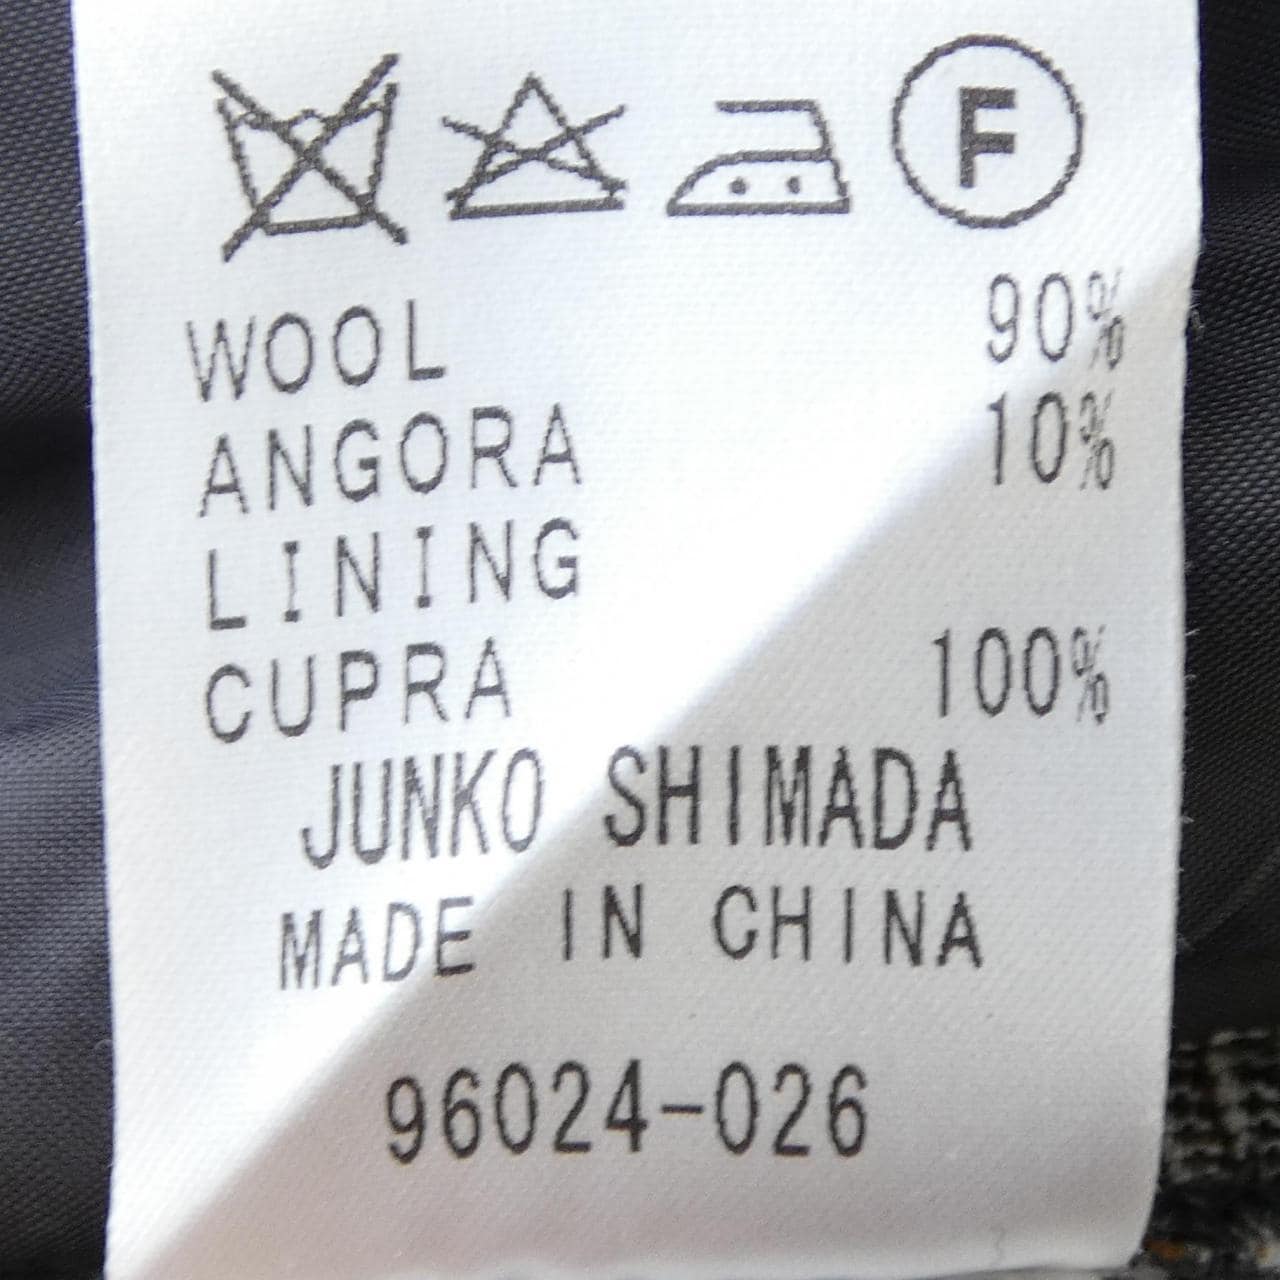 F
WOOL 90%
ANGORA 10%
LINING
CUPRA 100%
JUNKO SHIMADA
MADE IN CHINA
96024-026